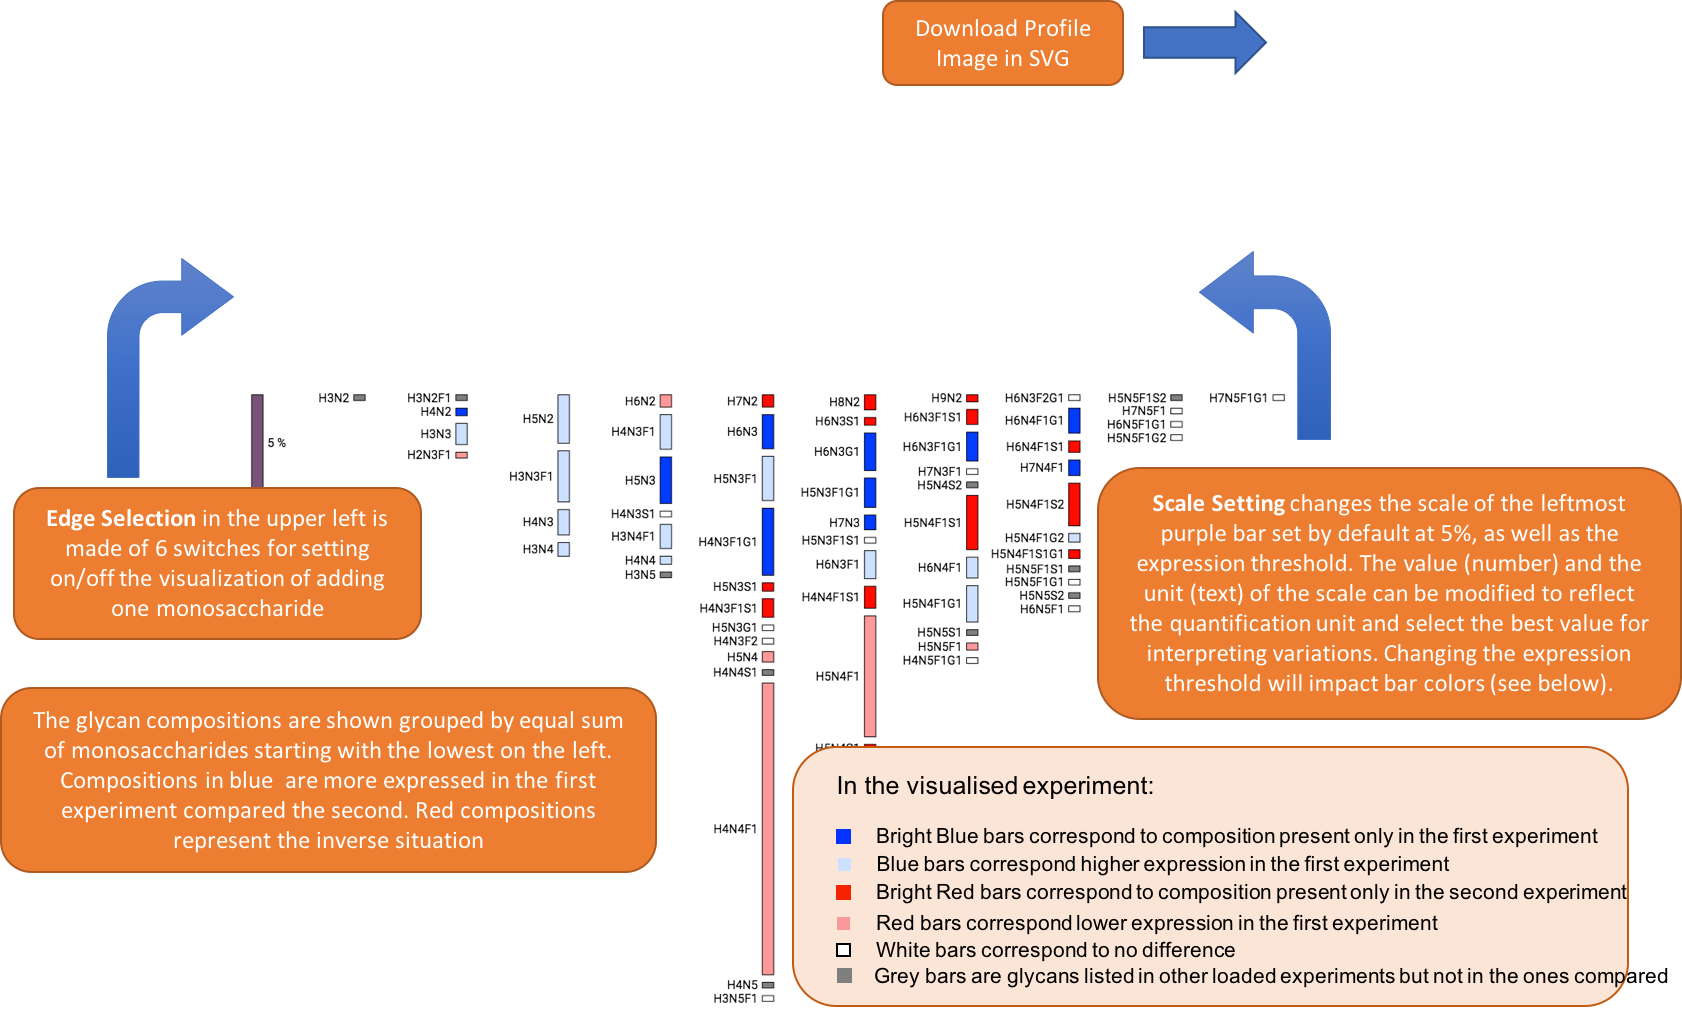 Download Profile
Image in SVG
5 %
H3N2
H3N2F1
H4N2
H3N3
H2N3F1
H5N2
H3N3F1
H4N3
H3N4
H6N2
H4N3F1
H5N3
H4N3S1
H3N4F1
H4N4
H3N5
H7N2
H6N3
H5N3F1
H4N3F1G1
H5N3S1
H4N3F1S1
H5N3G1
H4N3F2
H5N4
H4N4S1
H4N4F1
H4N5
H3N5F1
H8N2
H6N3S1
H6N3G1
H5N3F1G1
H7N3
H5N3F1S1
H6N3F1
H4N4F1S1
H5N4F1
H9N2
H6N3F1S1
H6N3F1G1
H7N3F1
H5N4S2
H5N4F1S1
H6N4F1
H5N4F1G1
H5N5S1
H5N5F1
H4N5F1G1
H6N3F2G1
H6N4F1G1
H6N4F1S1
H7N4F1
H5N4F1S2
H5N4F1G2
H5N4F1S1G1
H5N5F1S1
H5N5F1G1
H5N5S2
H6N5F1
H5N5F1S2
H7N5F1
H6N5F1G1
H5N5F1G2
H7N5F1G1
Edge Selection in the upper left is
made of 6 switches for setting
on/off the visualization of adding
one monosaccharide
Scale Setting changes the scale of the leftmost
purple bar set by default at 5%, as well as the
expression threshold. The value (number) and the
unit (text) of the scale can be modified to reflect
the quantification unit and select the best value for
interpreting variations. Changing the expression
threshold will impact bar colors (see below).
The glycan compositions are shown grouped by equal sum
of monosaccharides starting with the lowest on the left.
Compositions in blue are more expressed in the first
experiment compared the second. Red compositions
represent the inverse situation
In the visualised experiment:
Bright Blue bars correspond to composition present only in the first experiment
Blue bars correspond higher expression in the first experiment
Bright Red bars correspond to composition present only in the second experiment
Red bars correspond lower expression in the first experiment
White bars correspond to no difference
Grey bars are glycans listed in other loaded experiments but not in the ones compared